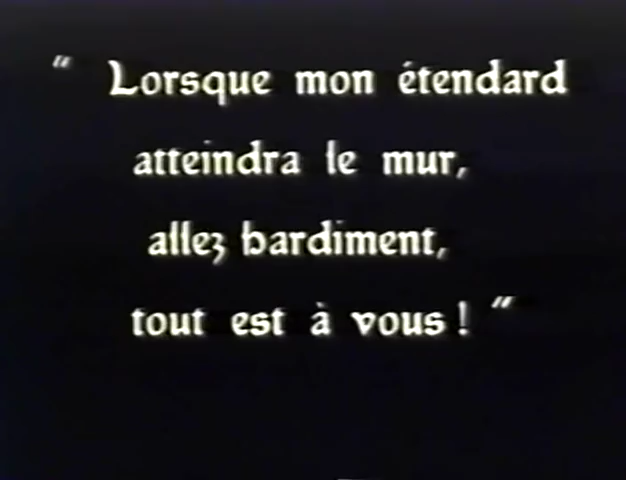 “ Lorsque mon étendard
atteindra le mur,
allez hardiment,
tout est à vous ! ”